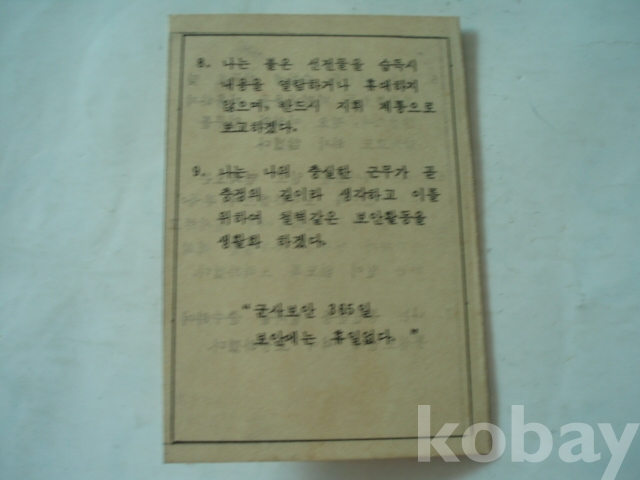 8. 나는 붉은 선전물을 습득시
내용을 열람하거나 휴대하지
않으며, 반드시 지휘 계통으로
보고하겠다.
9. 나는 나의 충실한 근무가 곧
충정의 길이라 생각하고 이를
위하여 철벽같은 보안활동을
생활화 하겠다.
"군사보안 365일
보안에는 휴일없다."
kobay